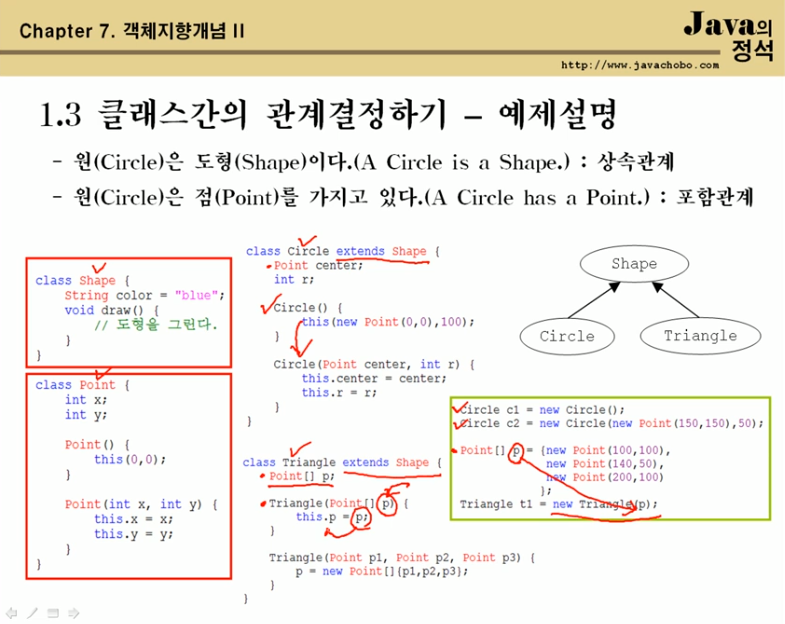 Chapter 7. 객체지향개념 II
Java의
정석
http://www.javachobo.com
1.3 클래스간의 관계결정하기 – 예제설명
- 원(Circle)은 도형(Shape)이다.(A Circle is a Shape.) : 상속관계
- 원(Circle)은 점(Point)를 가지고 있다.(A Circle has a Point.) : 포함관계
class Shape {
String color = "blue";
void draw() {
// 도형을 그린다.
}
}
class Point {
int x;
int y;
Point() {
this(0,0);
}
Point(int x, int y) {
this.x = x;
this.y = y;
}
}
class Circle extends Shape {
Point center;
int r;
Circle() {
this(new Point(0,0),100);
}
Circle(Point center, int r) {
this.center = center;
this.r = r;
}
}
class Triangle extends Shape {
Point[] p;
Triangle(Point[] p) {
this.p = p;
}
Triangle(Point p1, Point p2, Point p3) {
p = new Point[]{p1,p2,p3};
}
}
Shape
Circle
Triangle
Circle c1 = new Circle();
Circle c2 = new Circle(new Point(150,150),50);
Point[] p = {new Point(100,100),
new Point(140,50),
new Point(200,100)
};
Triangle t1 = new Triangle(p);